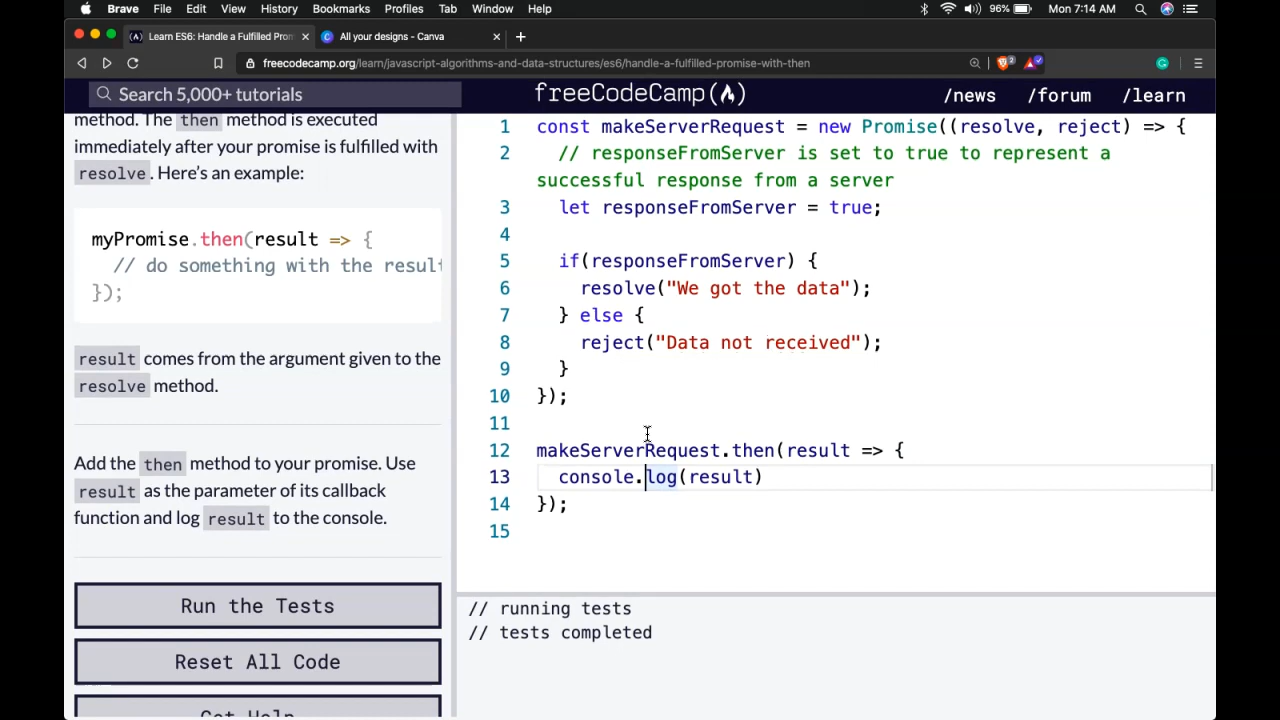 Brave File Edit View History Bookmarks Profiles Tab Window Help 96% Mon 7:14 AM
Learn ES6: Handle a Fulfilled Pron × All your designs - Canva × +
freecodecamp.org/learn/javascript-algorithms-and-data-structures/es6/handle-a-fulfilled-promise-with-then
Search 5,000+ tutorials
freeCodeCamp
/news /forum /learn
method. The then method is executed
immediately after your promise is fulfilled with
resolve. Here's an example:
myPromise.then(result => {
// do something with the result
});
result comes from the argument given to the
resolve method.
Add the then method to your promise. Use
result as the parameter of its callback
function and log result to the console.
Run the Tests
Reset All Code
Get Help
1 const makeServerRequest = new Promise((resolve, reject) => {
2 // responseFromServer is set to true to represent a
successful response from a server
3 let responseFromServer = true;
4
5 if(responseFromServer) {
6 resolve("We got the data");
7 } else {
8 reject("Data not received");
9 }
10 });
11
12 makeServerRequest.then(result => {
13 console.log(result)
14 });
15
// running tests
// tests completed